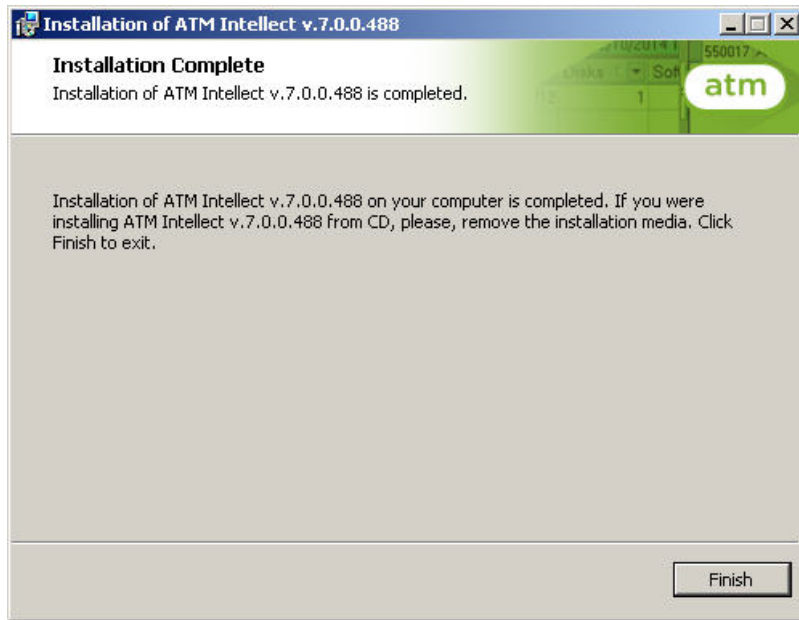 Installation of ATM Intellect v.7.0.0.488
Installation Complete
Installation of ATM Intellect v.7.0.0.488 is completed.
550017
Disks
1
atm
Installation of ATM Intellect v.7.0.0.488 on your computer is completed. If you were
installing ATM Intellect v.7.0.0.488 from CD, please, remove the installation media. Click
Finish to exit.
Finish